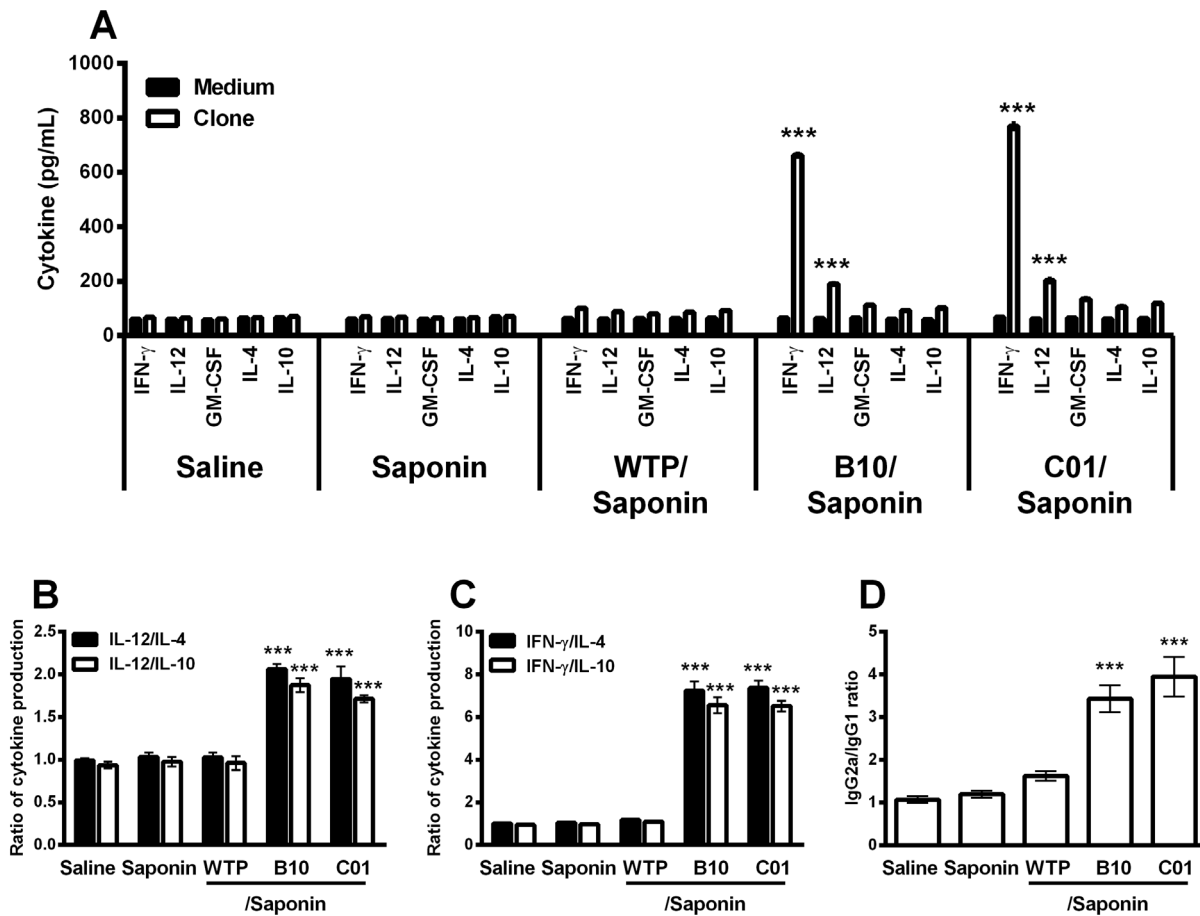 A
1000
800
600
400
200
0
Cytokine (pg/mL)
Medium
Clone
*** ***
*** ***
IFN-γ IL-12 GM-CSF IL-4 IL-10 IFN-γ IL-12 GM-CSF IL-4 IL-10 IFN-γ IL-12 GM-CSF IL-4 IL-10 IFN-γ IL-12 GM-CSF IL-4 IL-10 IFN-γ IL-12 GM-CSF IL-4 IL-10
Saline Saponin WTP/ B10/ C01/
Saponin Saponin Saponin
B
2.5
2.0
1.5
1.0
0.5
0.0
Ratio of cytokine production
IL-12/IL-4
IL-12/IL-10
*** ***
*** ***
Saline Saponin WTP B10 C01
/Saponin
C
10
8
6
4
2
0
Ratio of cytokine production
IFN-γ/IL-4
IFN-γ/IL-10
*** ***
*** ***
Saline Saponin WTP B10 C01
/Saponin
D
5
4
3
2
1
0
IgG2a/IgG1 ratio
***
***
Saline Saponin WTP B10 C01
/Saponin